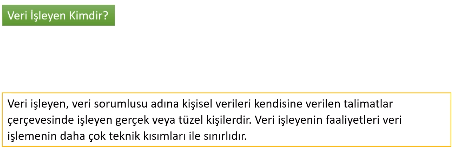 Veri İşleyen Kimdir?
Veri işleyen, veri sorumlusu adına kişisel verileri kendisine verilen talimatlar
çerçevesinde işleyen gerçek veya tüzel kişilerdir. Veri işleyenin faaliyetleri veri
işlemenin daha çok teknik kısımları ile sınırlıdır.